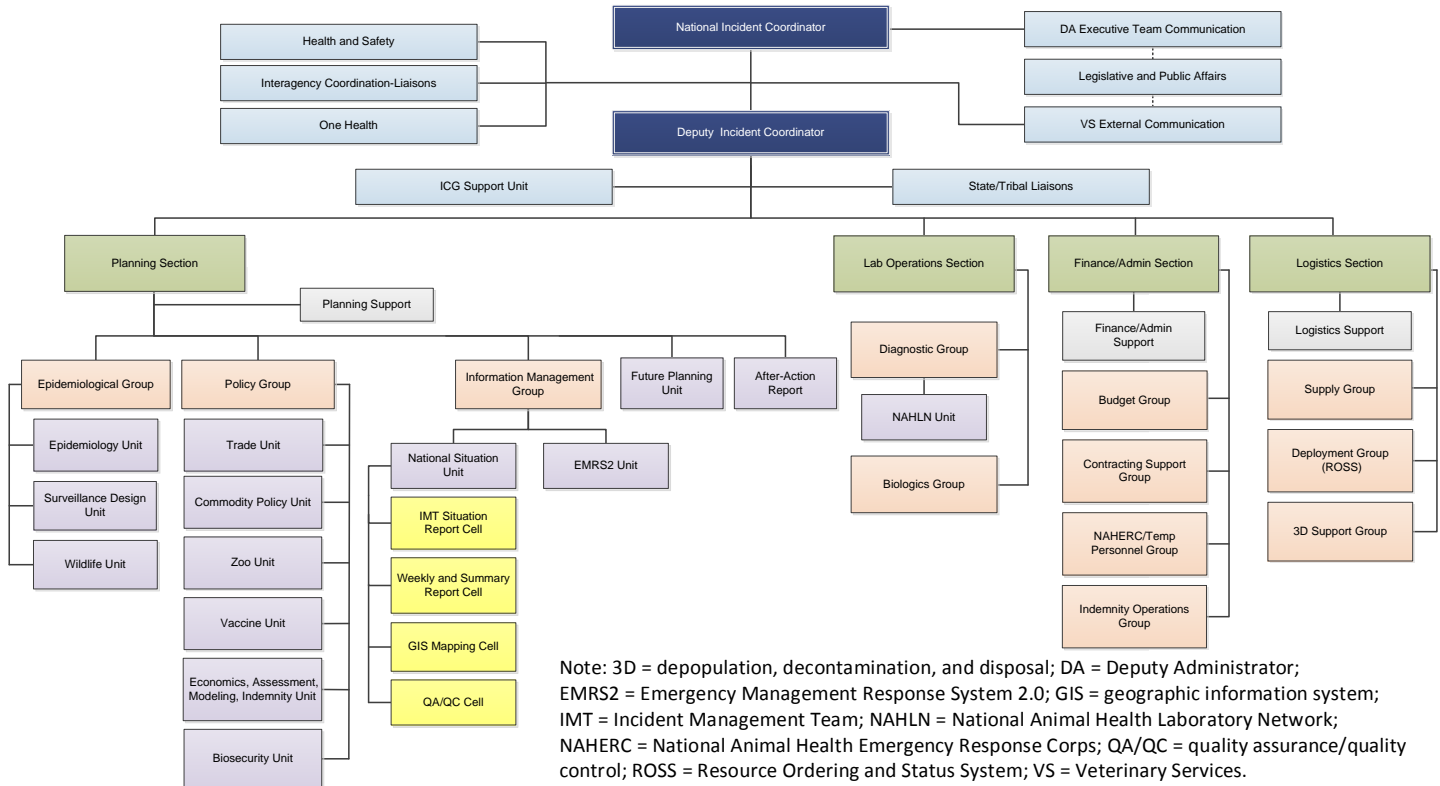 National Incident Coordinator
Health and Safety
DA Executive Team Communication
Interagency Coordination-Liaisons
Legislative and Public Affairs
One Health
VS External Communication
Deputy Incident Coordinator
ICG Support Unit
State/Tribal Liaisons
Planning Section
Lab Operations Section
Finance/Admin Section
Logistics Section
Planning Support
Epidemiological Group
Epidemiology Unit
Surveillance Design
Unit
Wildlife Unit
Policy Group
Trade Unit
Commodity Policy Unit
Zoo Unit
Vaccine Unit
Economics, Assessment,
Modeling, Indemnity Unit
Biosecurity Unit
Information Management
Group
National Situation
Unit
IMT Situation
Report Cell
Weekly and Summary
Report Cell
GIS Mapping Cell
QA/QC Cell
EMRS2 Unit
Future Planning
Unit
After-Action
Report
Diagnostic Group
NAHLN Unit
Biologics Group
Finance/Admin
Support
Budget Group
Contracting Support
Group
NAHERC/Temp
Personnel Group
Indemnity Operations
Group
Logistics Support
Supply Group
Deployment Group
(ROSS)
3D Support Group
Note: 3D = depopulation, decontamination, and disposal; DA = Deputy Administrator;
EMRS2 = Emergency Management Response System 2.0; GIS = geographic information system;
IMT = Incident Management Team; NAHLN = National Animal Health Laboratory Network;
NAHERC = National Animal Health Emergency Response Corps; QA/QC = quality assurance/quality
control; ROSS = Resource Ordering and Status System; VS = Veterinary Services.